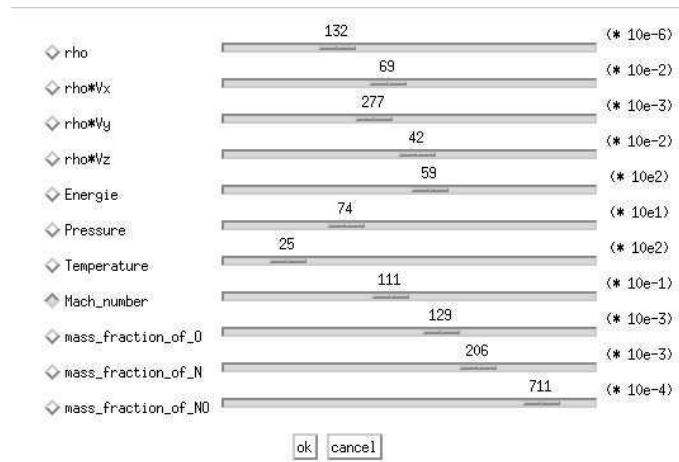 132 (* 10e-6)
rho
69 (* 10e-2)
rho*Vx
277 (* 10e-3)
rho*Vy
42 (* 10e-2)
rho*Vz
59 (* 10e2)
Energie
74 (* 10e1)
Pressure
25 (* 10e2)
Temperature
111 (* 10e-1)
Mach_number
129 (* 10e-3)
mass_fraction_of_O
206 (* 10e-3)
mass_fraction_of_N
711 (* 10e-4)
mass_fraction_of_NO
ok cancel